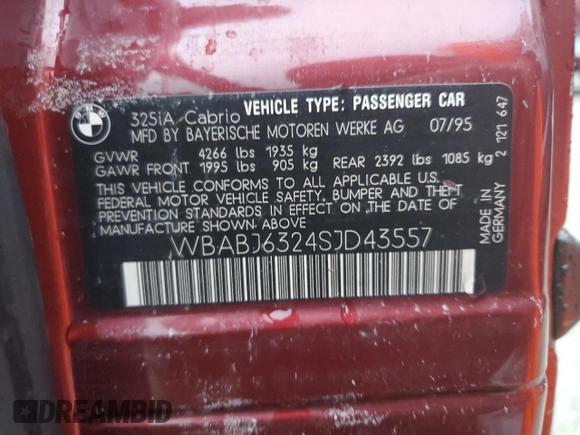 BMW
325iA Cabrio VEHICLE TYPE: PASSENGER CAR
MFD BY BAYERISCHE MOTOREN WERKE AG 07/95
GVWR 4266 lbs 1935 kg
GAWR FRONT 1995 lbs 905 kg REAR 2392 lbs 1085 kg
THIS VEHICLE CONFORMS TO ALL APPLICABLE U.S.
FEDERAL MOTOR VEHICLE SAFETY, BUMPER AND THEFT
PREVENTION STANDARDS IN EFFECT ON THE DATE OF
MANUFACTURE SHOWN ABOVE
WBABJ6324SJD43557
MADE IN
GERMANY 2 121 647
DREAMBID